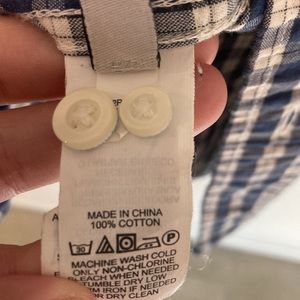 MADE IN CHINA
100% COTTON
30 P
MACHINE WASH COLD
ONLY NON-CHLORINE
BLEACH WHEN NEEDED
TUMBLE DRY LOW
IRON IF NEEDED
DRY CLEAN